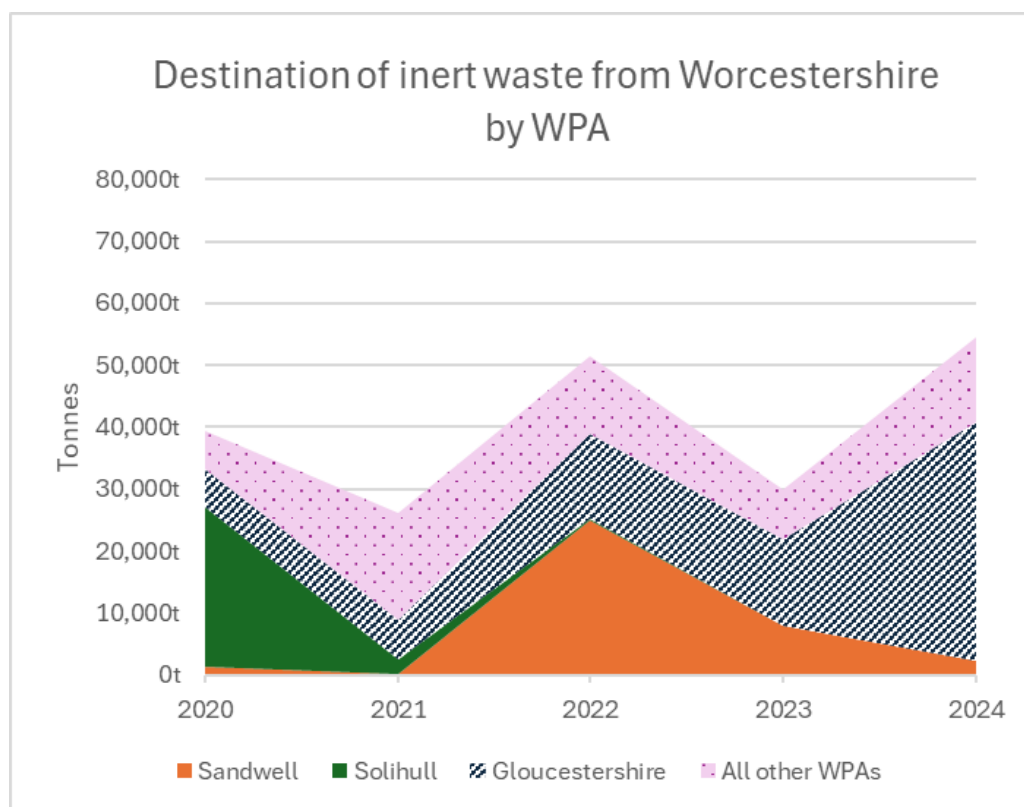 Destination of inert waste from Worcestershire
by WPA
80,000t
70,000t
60,000t
50,000t
40,000t
30,000t
20,000t
10,000t
0t
Tonnes
2020 2021 2022 2023 2024
Sandwell Solihull Gloucestershire All other WPAs